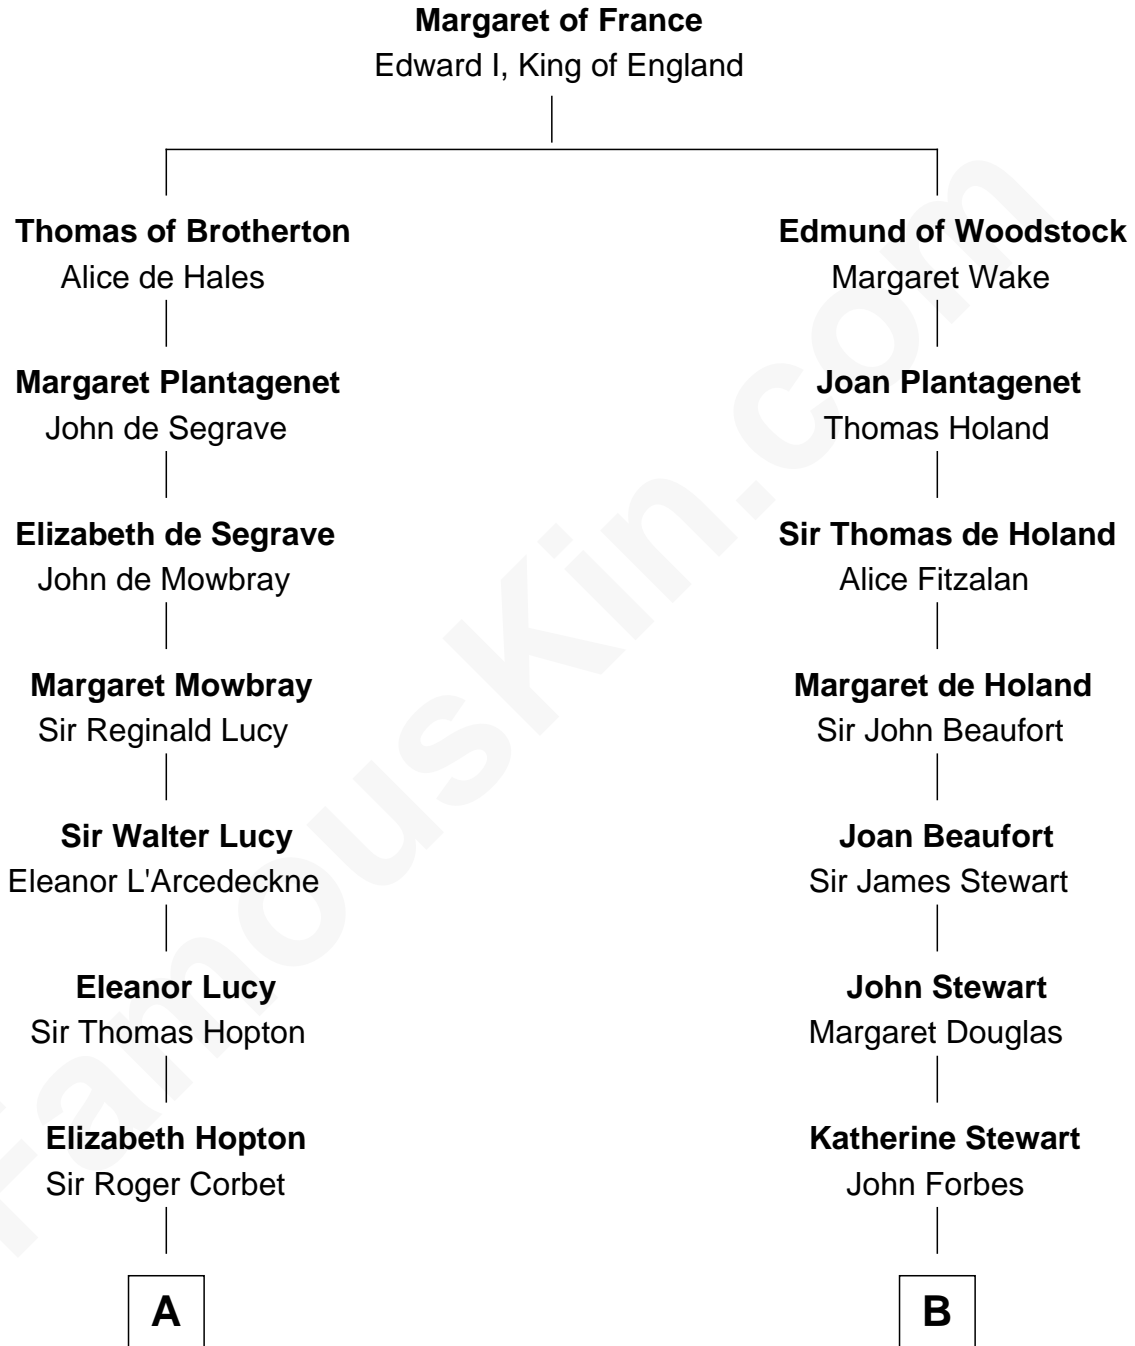 Margaret of France
Edward I, King of England
Thomas of Brotherton
Alice de Hales
Edmund of Woodstock
Margaret Wake
Margaret Plantagenet
John de Segrave
Joan Plantagenet
Thomas Holand
Elizabeth de Segrave
John de Mowbray
Sir Thomas de Holand
Alice Fitzalan
Margaret Mowbray
Sir Reginald Lucy
Margaret de Holand
Sir John Beaufort
Sir Walter Lucy
Eleanor L'Arcedeckne
Joan Beaufort
Sir James Stewart
Eleanor Lucy
Sir Thomas Hopton
John Stewart
Margaret Douglas
Elizabeth Hopton
Sir Roger Corbet
Katherine Stewart
John Forbes
A
B
FamousKin.com